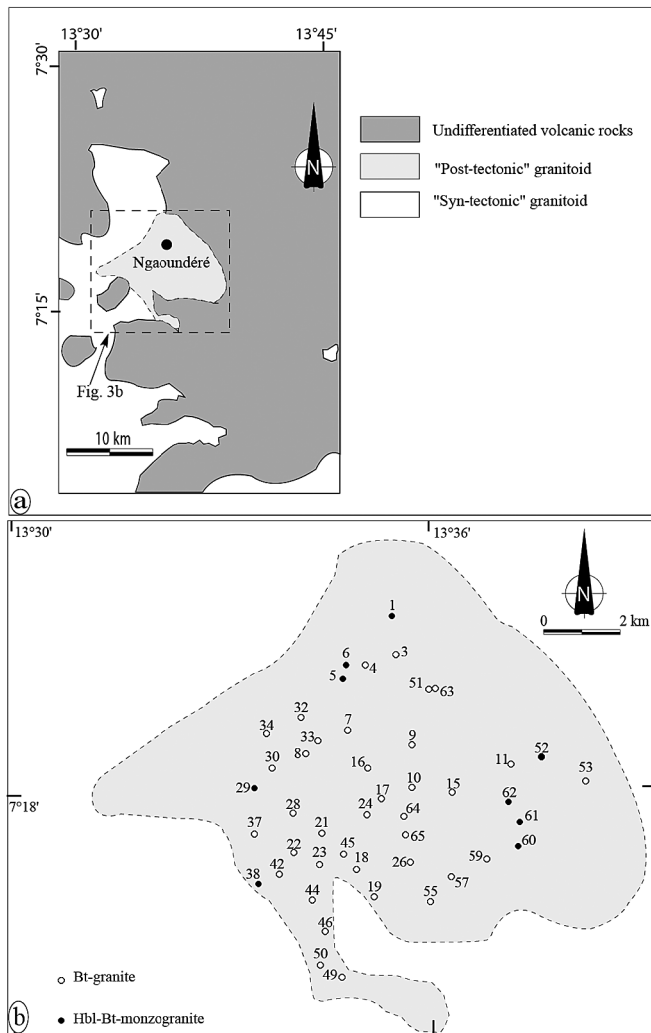 13°30' 13°45'
7°30'
N
Undifferentiated volcanic rocks
"Post-tectonic" granitoid
"Syn-tectonic" granitoid
Ngaoundéré
7°15'
Fig. 3b
10 km
a
13°30 13°36
N
0 2 km
1
3
6 4
5
51 63
32
7
34 33
9
8
52
11
30 16
53
29
10 15
17
62
7°18
28 24 64
61
37 21
65
60
22 45
59
23 18 26
42
38
57
44 19 55
46
50
49
Bt-granite
Hbl-Bt-monzogranite
b